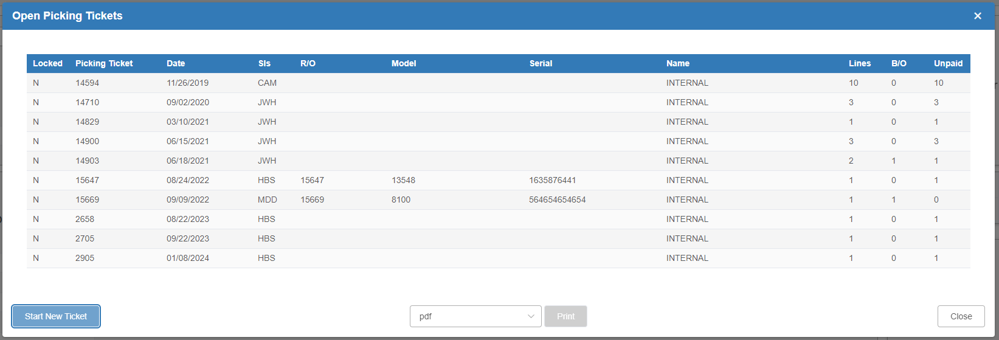 Open Picking Tickets
Locked Picking Ticket Date Sls R/O Model Serial Name Lines B/O Unpaid
N 14594 11/26/2019 CAM INTERNAL 10 0 10
N 14710 09/02/2020 JWH INTERNAL 3 0 3
N 14829 03/10/2021 JWH INTERNAL 1 0 1
N 14900 06/15/2021 JWH INTERNAL 3 0 3
N 14903 06/18/2021 JWH INTERNAL 2 1 1
N 15647 08/24/2022 HBS 15647 13548 1635876441 INTERNAL 1 0 1
N 15669 09/09/2022 MDD 15669 8100 564654654654 INTERNAL 1 1 0
N 2658 08/22/2023 HBS INTERNAL 1 0 1
N 2705 09/22/2023 HBS INTERNAL 1 0 1
N 2905 01/08/2024 HBS INTERNAL 1 0 1
Start New Ticket pdf Print Close